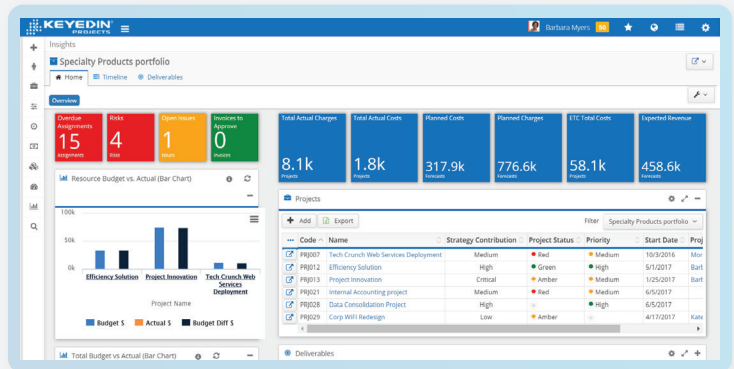 KEYEDIN
PROJECTS
Barbara Myers
Insights
Specialty Products portfolio
Home Timeline Deliverables
Overview
Overdue Assignments
15
Assignments
Risks
4
Risks
Open Issues
1
Issues
Invoices to Approve
0
Invoices
Total Actual Charges
8.1k
Projects
Total Actual Costs
1.8k
Projects
Planned Costs
317.9k
Forecasts
Planned Charges
776.6k
Forecasts
ETC Total Costs
58.1k
Projects
Expected Revenue
458.6k
Forecasts
Resource Budget vs. Actual (Bar Chart)
100k
50k
0k
Efficiency Solution Project Innovation Tech Crunch Web
Services
Deployment
Project Name
Budget $ Actual $ Budget Diff $
Total Budget vs Actual (Bar Chart)
Projects
Add Export Filter Specialty Products portfolio
Code Name Strategy Contribution Project Status Priority Start Date Proj
PRJ007 Tech Crunch Web Services Deployment Medium Red Medium 10/3/2016 Mor
PRJ012 Efficiency Solution High Green High 5/1/2017 Barb
PRJ013 Project Innovation Critical Amber Medium 1/25/2017 Barb
PRJ021 Internal Accounting project Medium Red Medium 6/5/2017
PRJ028 Data Consolidation Project High High 6/5/2017
PRJ029 Corp WIFI Redesign Low Amber 4/17/2017 Kate
Deliverables